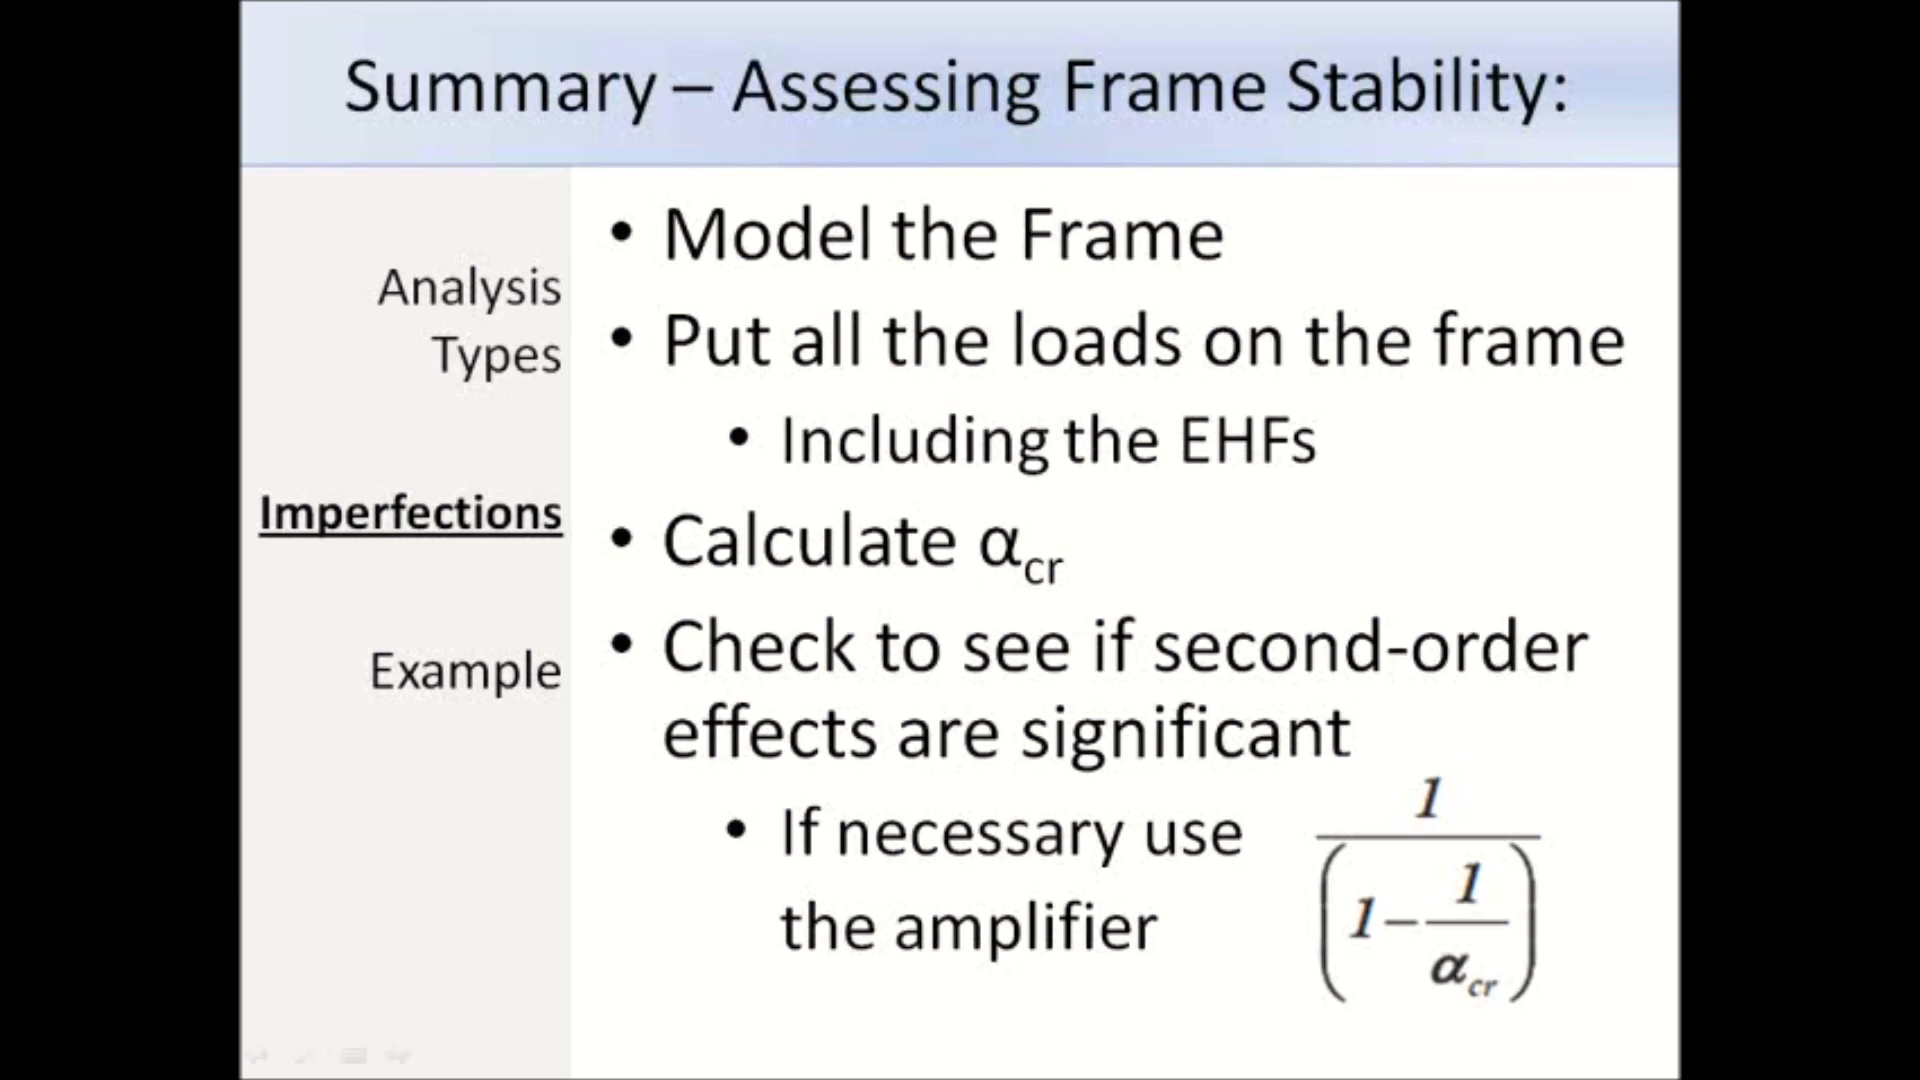 Summary – Assessing Frame Stability:
Analysis
Types
Imperfections
Example
• Model the Frame
• Put all the loads on the frame
• Including the EHFs
• Calculate αcr
• Check to see if second-order
effects are significant
• If necessary use
the amplifier
1
(1 − 1
αcr)